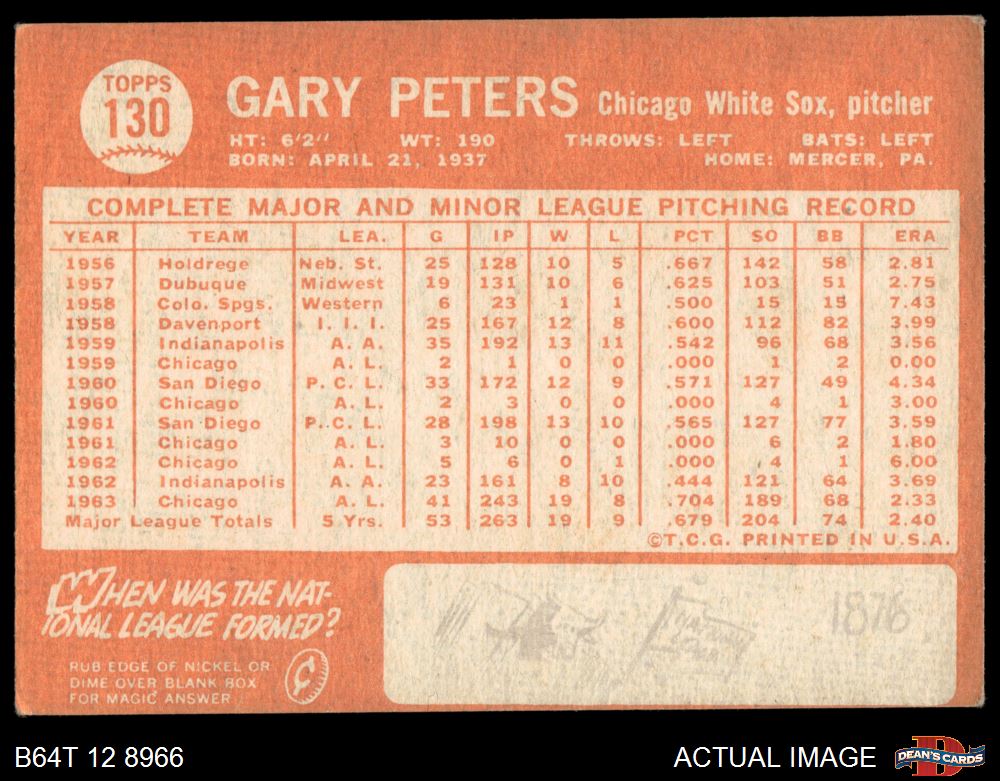 TOPPS
130
GARY PETERS Chicago White Sox, pitcher
HT: 6'2" WT: 190 THROWS: LEFT BATS: LEFT
BORN: APRIL 21, 1937 HOME: MERCER, PA.
COMPLETE MAJOR AND MINOR LEAGUE PITCHING RECORD
YEAR TEAM LEA. G IP W L PCT SO BB ERA
1956 Holdrege Neb. St. 25 128 10 5 .667 142 58 2.81
1957 Dubuque Midwest 19 131 10 6 .625 103 51 2.75
1958 Colo. Spgs. Western 6 23 1 1 .500 15 15 7.43
1958 Davenport I. I. I. 25 167 12 8 .600 112 82 3.99
1959 Indianapolis A. A. 35 192 13 11 .542 96 68 3.56
1959 Chicago A. L. 2 1 0 0 .000 1 2 0.00
1960 San Diego P. C. L. 33 172 12 9 .571 127 49 4.34
1960 Chicago A. L. 2 3 0 0 .000 4 1 3.00
1961 San Diego P. C. L. 28 198 13 10 .565 127 77 3.59
1961 Chicago A. L. 3 10 0 0 .000 6 2 1.80
1962 Chicago A. L. 5 6 0 1 .000 4 1 6.00
1962 Indianapolis A. A. 23 161 8 10 .444 121 64 3.69
1963 Chicago A. L. 41 243 19 8 .704 189 68 2.33
Major League Totals 5 Yrs. 53 263 19 9 .679 204 74 2.40
©T.C.G. PRINTED IN U.S.A.
WHEN WAS THE NAT-
IONAL LEAGUE FORMED?
RUB EDGE OF NICKEL OR
DIME OVER BLANK BOX
FOR MAGIC ANSWER
¢
1876
B64T 12 8966 ACTUAL IMAGE DEAN'S CARDS